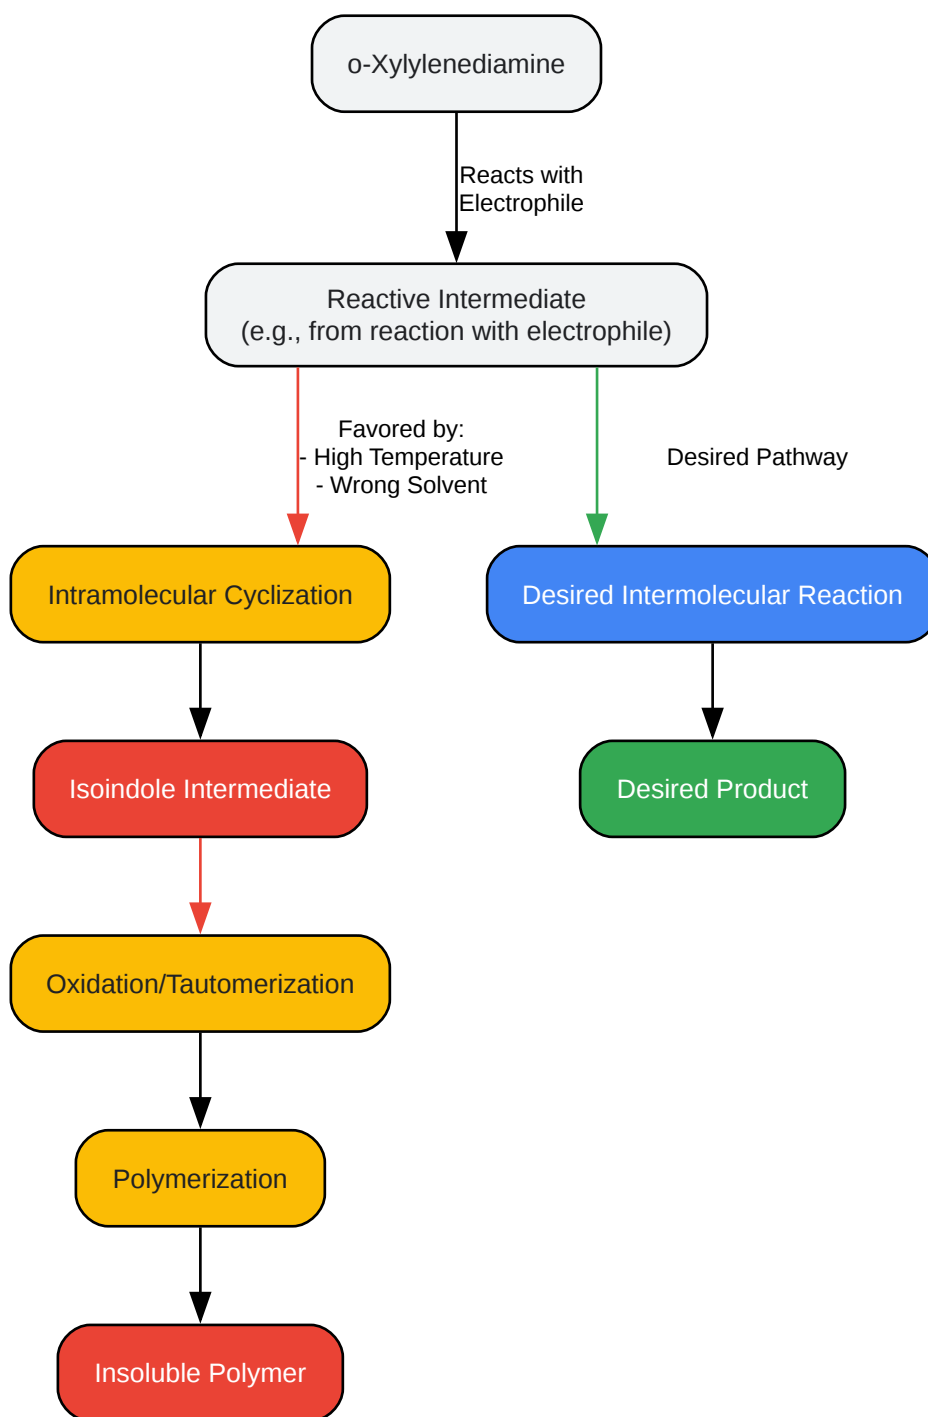 o-Xylylenediamine
Reacts with
Electrophile
Reactive Intermediate
(e.g., from reaction with electrophile)
Favored by:
- High Temperature
- Wrong Solvent
Desired Pathway
Intramolecular Cyclization
Desired Intermolecular Reaction
Isoindole Intermediate
Desired Product
Oxidation/Tautomerization
Polymerization
Insoluble Polymer